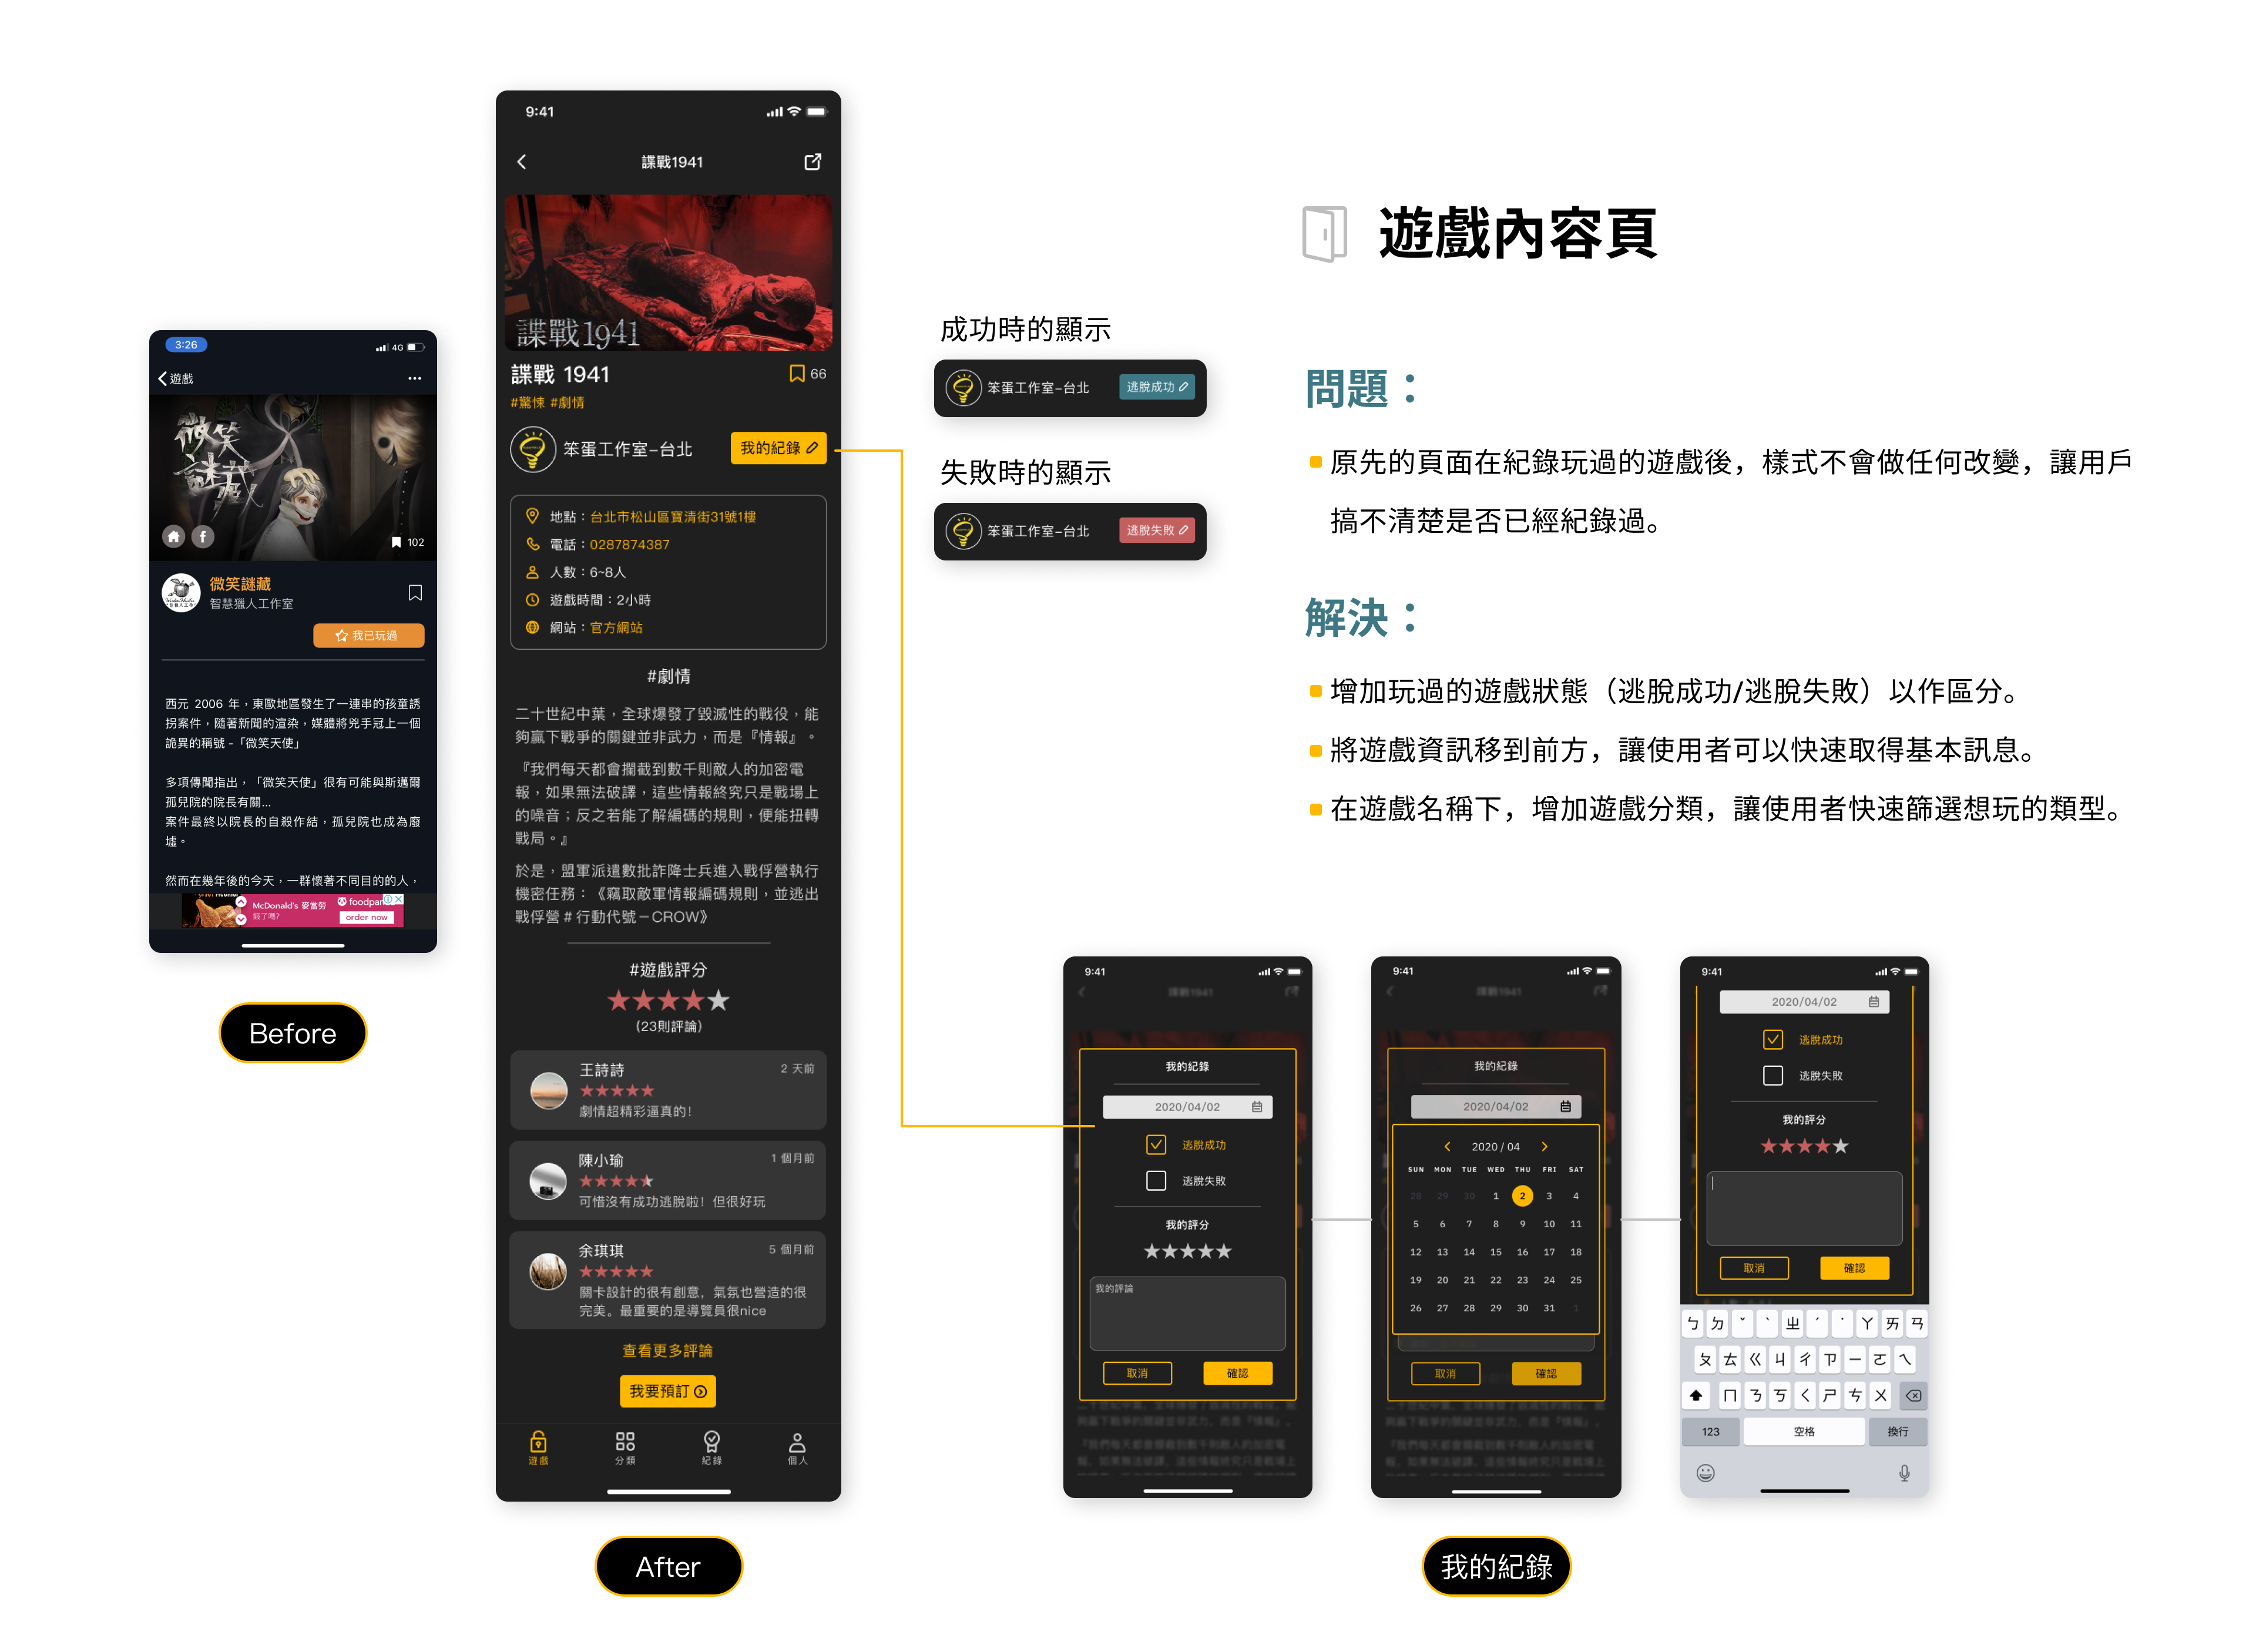 遊戲內容頁
問題：
原先的頁面在紀錄玩過的遊戲後，樣式不會做任何改變，讓用戶
搞不清楚是否已經紀錄過。
解決：
增加玩過的遊戲狀態（逃脫成功/逃脫失敗）以作區分。
將遊戲資訊移到前方，讓使用者可以快速取得基本訊息。
在遊戲名稱下，增加遊戲分類，讓使用者快速篩選想玩的類型。
3:26
4G
遊戲
微笑
謎藏
102
微笑謎藏
智慧獵人工作室
我已玩過
西元 2006 年，東歐地區發生了一連串的孩童誘
拐案件，隨著新聞的渲染，媒體將兇手冠上一個
詭異的稱號 -「微笑天使」
多項傳聞指出，「微笑天使」很有可能與斯邁爾
孤兒院的院長有關...
案件最終以院長的自殺作結，孤兒院也成為廢
墟。
然而在幾年後的今天，一群懷著不同目的的人，
McDonald's 麥當勞
餓了嗎?
order now
Before
9:41
諜戰1941
諜戰1941
諜戰 1941
66
#驚悚 #劇情
笨蛋工作室–台北
我的紀錄
地點：台北市松山區寶清街31號1樓
電話：0287874387
人數：6~8人
遊戲時間：2小時
網站：官方網站
#劇情
二十世紀中葉，全球爆發了毀滅性的戰役，能
夠贏下戰爭的關鍵並非武力，而是『情報』。
『我們每天都會攔截到數千則敵人的加密電
報，如果無法破譯，這些情報終究只是戰場上
的噪音；反之若能了解編碼的規則，便能扭轉
戰局。』
於是，盟軍派遣數批詐降士兵進入戰俘營執行
機密任務：《竊取敵軍情報編碼規則，並逃出
戰俘營＃行動代號－CROW》
#遊戲評分
(23則評論)
王詩詩
2 天前
劇情超精彩逼真的！
陳小瑜
1 個月前
可惜沒有成功逃脫啦！但很好玩
余琪琪
5 個月前
關卡設計的很有創意，氣氛也營造的很
完美。最重要的是導覽員很nice
查看更多評論
我要預訂
遊戲
分類
紀錄
個人
After
成功時的顯示
笨蛋工作室–台北
逃脫成功
失敗時的顯示
笨蛋工作室–台北
逃脫失敗
9:41
諜戰1941
我的紀錄
2020/04/02
逃脫成功
逃脫失敗
我的評分
我的評論
取消
確認
9:41
諜戰1941
我的紀錄
2020/04/02
2020 / 04
SUN MON TUE WED THU FRI SAT
28 29 30 1 2 3 4
5 6 7 8 9 10 11
12 13 14 15 16 17 18
19 20 21 22 23 24 25
26 27 28 29 30 31 1
取消
確認
9:41
2020/04/02
逃脫成功
逃脫失敗
我的評分
取消
確認
ㄅ ㄉ ˇ ˋ ㄓ ˊ ˙ ㄚ ㄞ ㄢ
ㄆ ㄊ ㄍ ㄐ ㄔ ㄗ ㄧ ㄛ ㄟ
ㄇ ㄋ ㄎ ㄑ ㄕ ㄘ ㄨ
123
空格
換行
我的紀錄